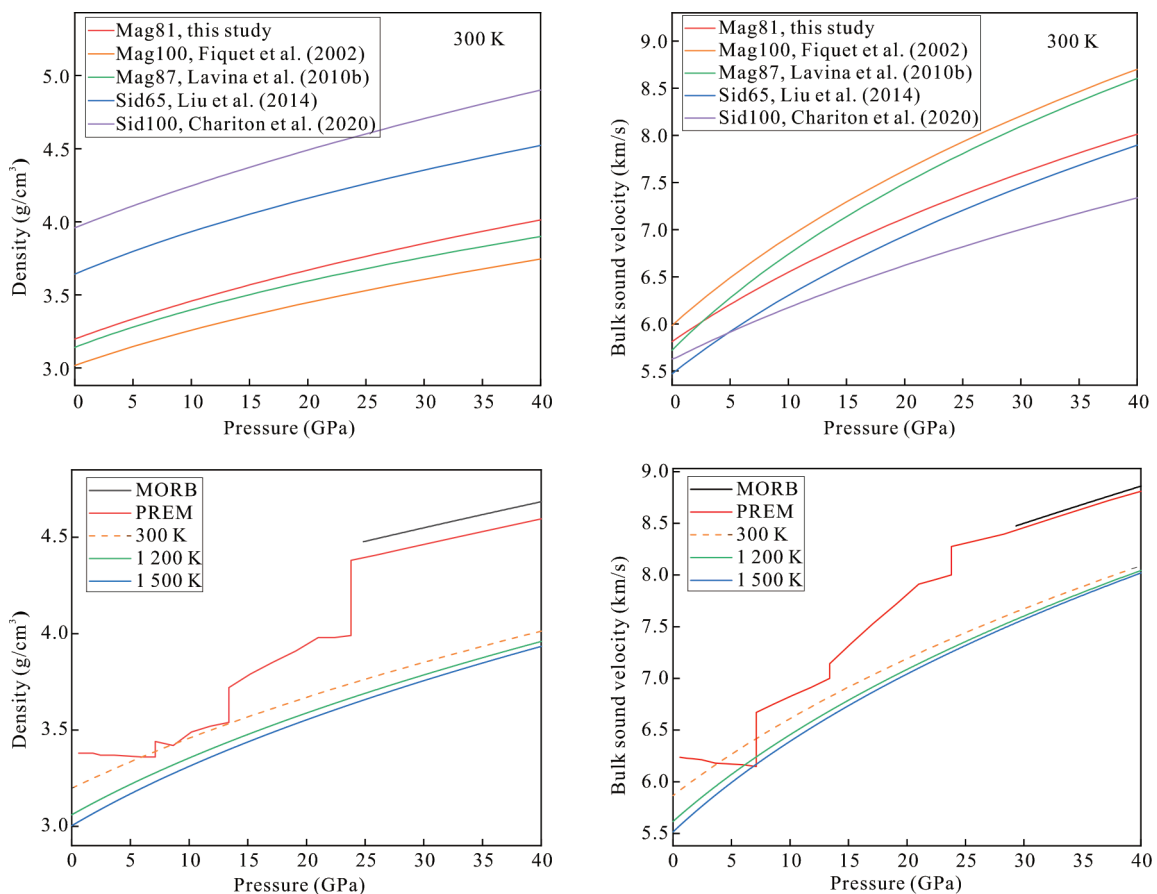 Mag81, this study
Mag100, Fiquet et al. (2002)
Mag87, Lavina et al. (2010b)
Sid65, Liu et al. (2014)
Sid100, Chariton et al. (2020)
300 K
5.0
4.5
4.0
3.5
3.0
Density (g/cm³)
0 5 10 15 20 25 30 35 40
Pressure (GPa)
Mag81, this study
Mag100, Fiquet et al. (2002)
Mag87, Lavina et al. (2010b)
Sid65, Liu et al. (2014)
Sid100, Chariton et al. (2020)
300 K
9.0
8.5
8.0
7.5
7.0
6.5
6.0
5.5
Bulk sound velocity (km/s)
0 5 10 15 20 25 30 35 40
Pressure (GPa)
MORB
PREM
300 K
1 200 K
1 500 K
4.5
4.0
3.5
3.0
Density (g/cm³)
0 5 10 15 20 25 30 35 40
Pressure (GPa)
MORB
PREM
300 K
1 200 K
1 500 K
9.0
8.5
8.0
7.5
7.0
6.5
6.0
5.5
Bulk sound velocity (km/s)
0 5 10 15 20 25 30 35 40
Pressure (GPa)